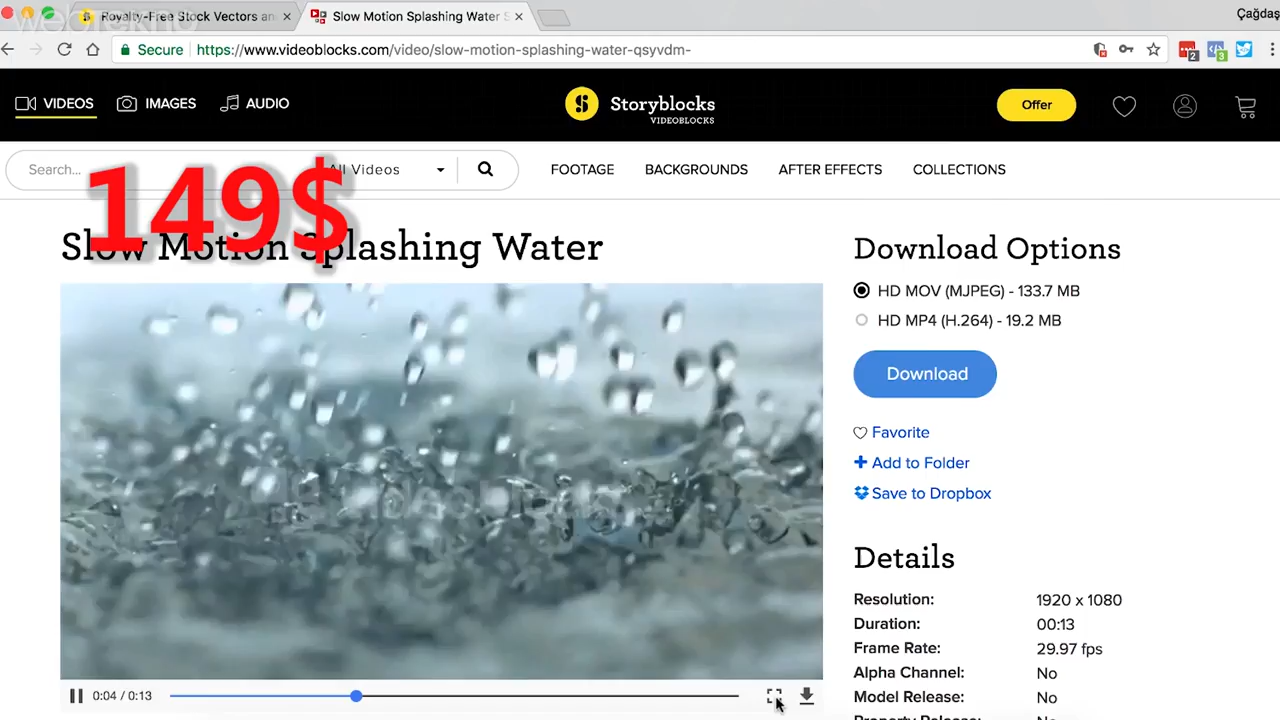 webtekno
Royalty-Free Stock Vectors an
Slow Motion Splashing Water S
Çağdaş
Secure
https://www.videoblocks.com/video/slow-motion-splashing-water-qsyvdm-
2
3
VIDEOS
IMAGES
AUDIO
Storyblocks
VIDEOBLOCKS
Offer
Search...
All Videos
FOOTAGE
BACKGROUNDS
AFTER EFFECTS
COLLECTIONS
149$
Slow Motion Splashing Water
videoblocks
0:04 / 0:13
Download Options
HD MOV (MJPEG) - 133.7 MB
HD MP4 (H.264) - 19.2 MB
Download
Favorite
Add to Folder
Save to Dropbox
Details
Resolution: 1920 x 1080
Duration: 00:13
Frame Rate: 29.97 fps
Alpha Channel: No
Model Release: No